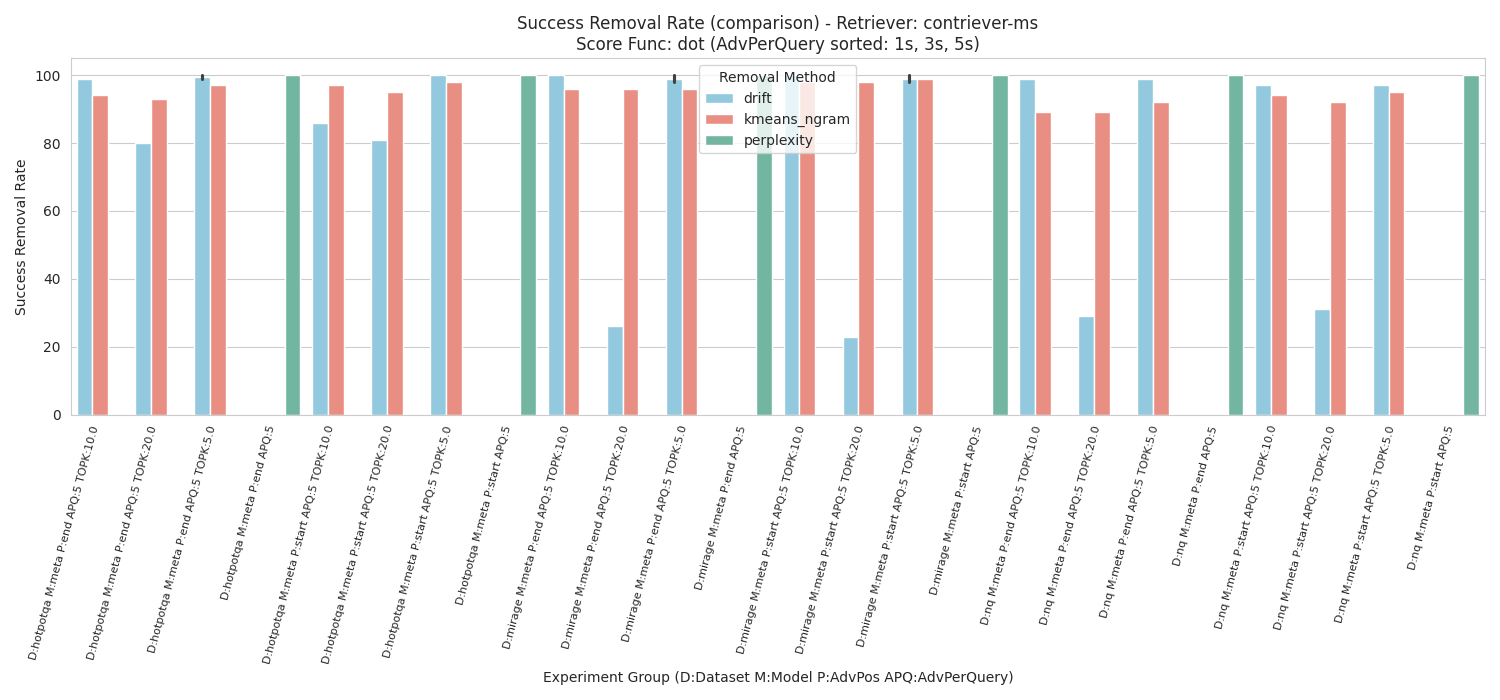 Success Removal Rate (comparison) - Retriever: contriever-ms
Score Func: dot (AdvPerQuery sorted: 1s, 3s, 5s)
Removal Method
drift
kmeans_ngram
perplexity
Success Removal Rate
100
80
60
40
20
0
D:hotpotqa M:meta P:end APQ:5 TOPK:10.0
D:hotpotqa M:meta P:end APQ:5 TOPK:20.0
D:hotpotqa M:meta P:end APQ:5 TOPK:5.0
D:hotpotqa M:meta P:end APQ:5
D:hotpotqa M:meta P:start APQ:5 TOPK:10.0
D:hotpotqa M:meta P:start APQ:5 TOPK:20.0
D:hotpotqa M:meta P:start APQ:5 TOPK:5.0
D:hotpotqa M:meta P:start APQ:5
D:mirage M:meta P:end APQ:5 TOPK:10.0
D:mirage M:meta P:end APQ:5 TOPK:20.0
D:mirage M:meta P:end APQ:5 TOPK:5.0
D:mirage M:meta P:end APQ:5
D:mirage M:meta P:start APQ:5 TOPK:10.0
D:mirage M:meta P:start APQ:5 TOPK:20.0
D:mirage M:meta P:start APQ:5 TOPK:5.0
D:mirage M:meta P:start APQ:5
D:nq M:meta P:end APQ:5 TOPK:10.0
D:nq M:meta P:end APQ:5 TOPK:20.0
D:nq M:meta P:end APQ:5 TOPK:5.0
D:nq M:meta P:end APQ:5
D:nq M:meta P:start APQ:5 TOPK:10.0
D:nq M:meta P:start APQ:5 TOPK:20.0
D:nq M:meta P:start APQ:5 TOPK:5.0
D:nq M:meta P:start APQ:5
Experiment Group (D:Dataset M:Model P:AdvPos APQ:AdvPerQuery)